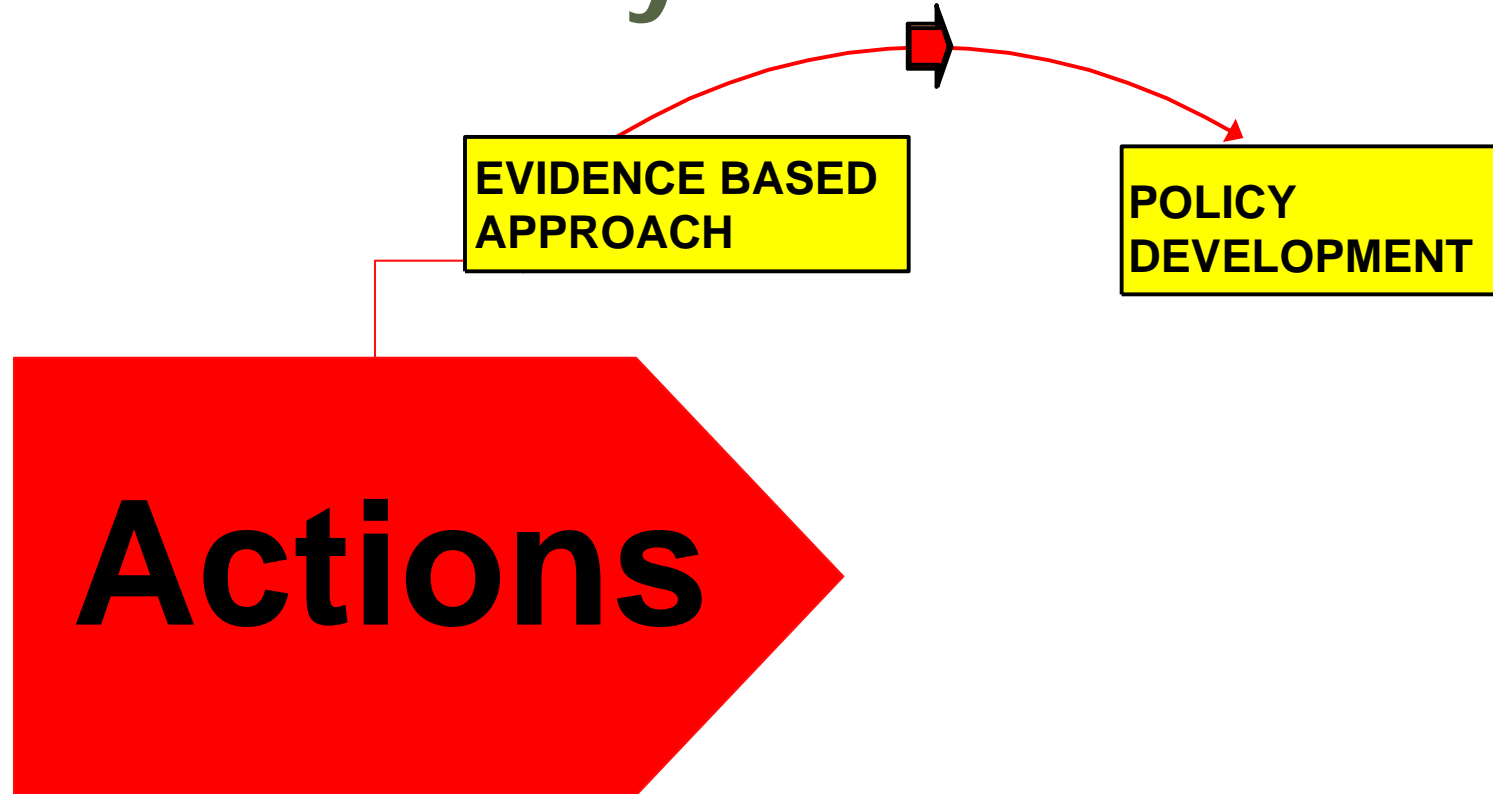 EVIDENCE BASED
APPROACH
POLICY
DEVELOPMENT
Actions